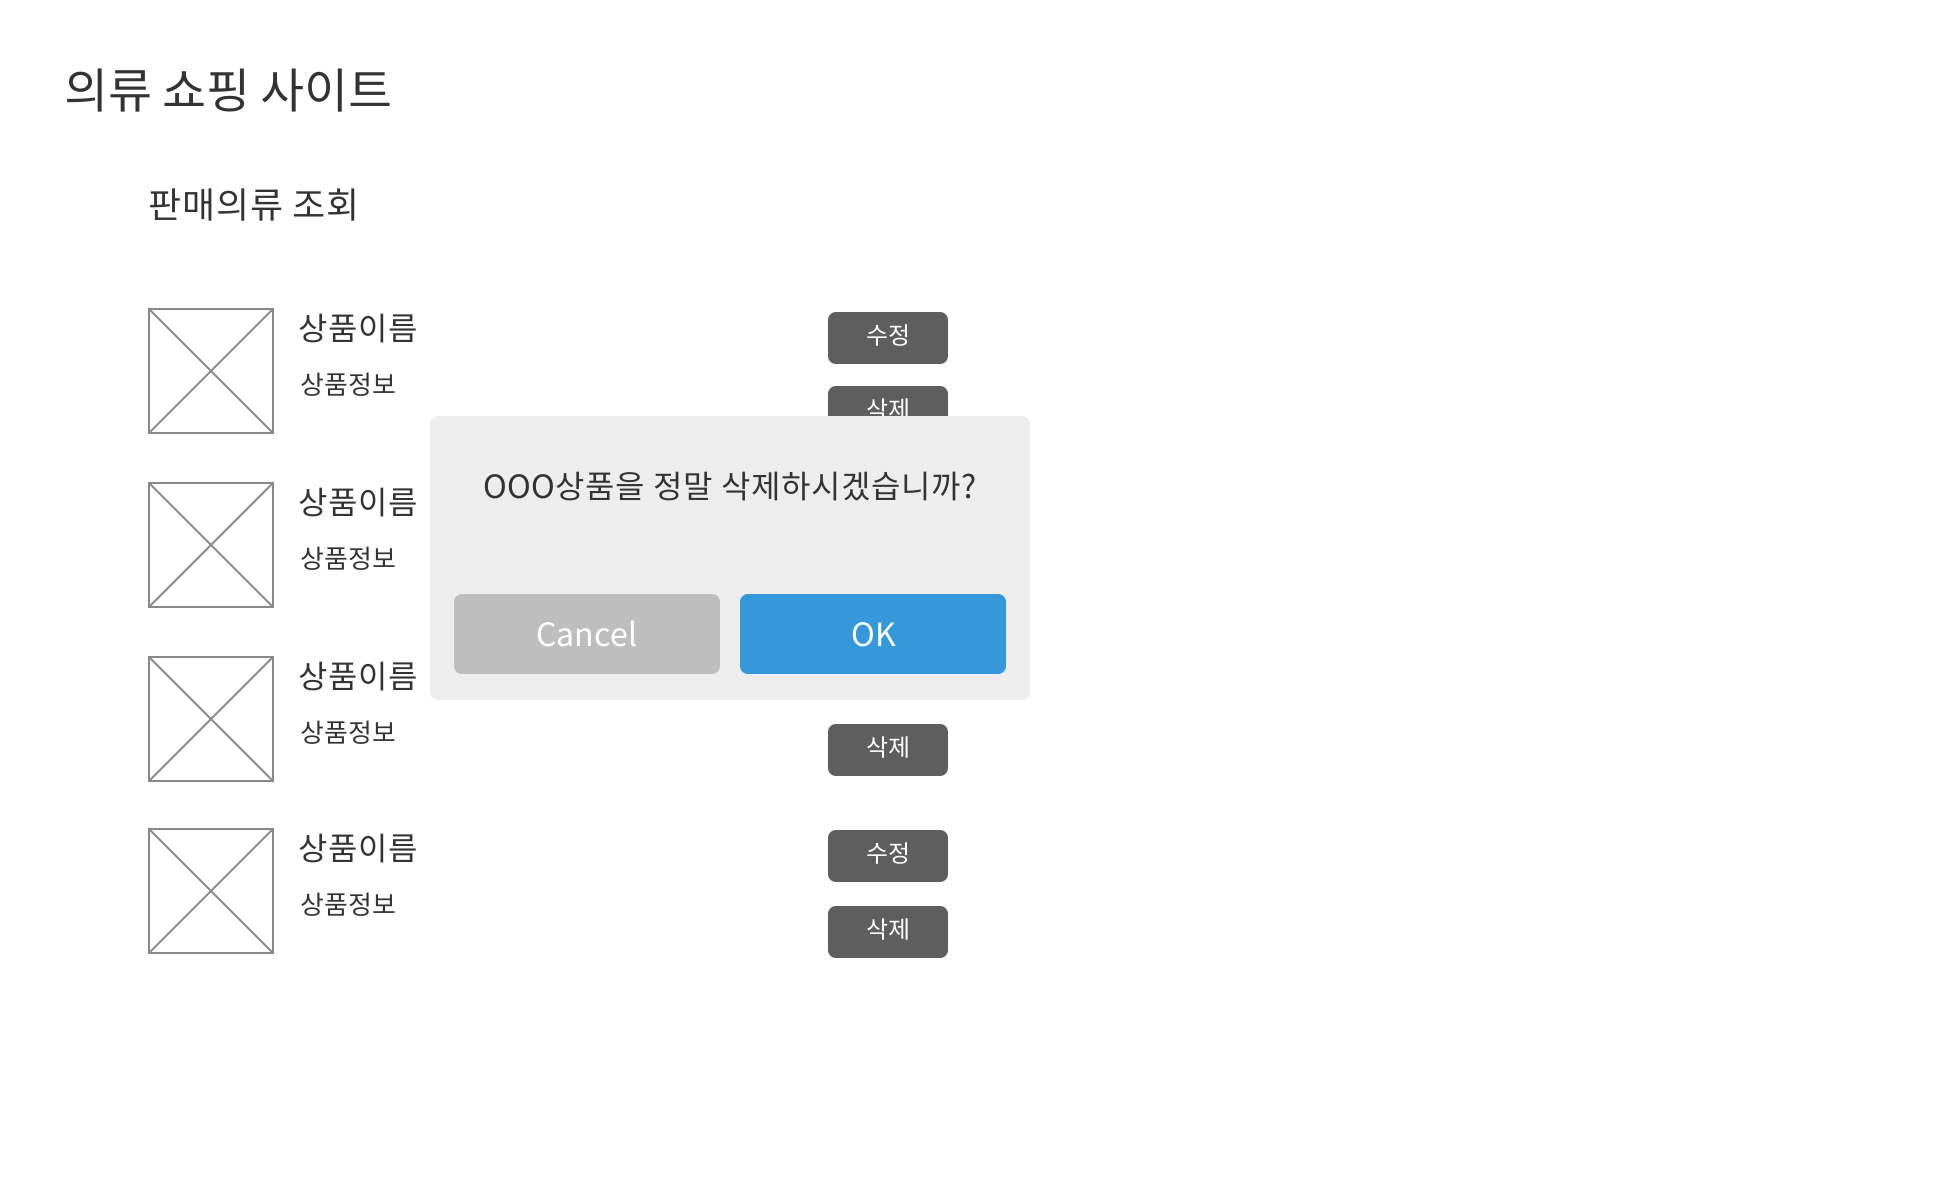 의류 쇼핑 사이트
판매의류 조회
상품이름
상품정보
수정
삭제
OOO상품을 정말 삭제하시겠습니까?
Cancel
OK
상품이름
상품정보
상품이름
상품정보
삭제
상품이름
상품정보
수정
삭제